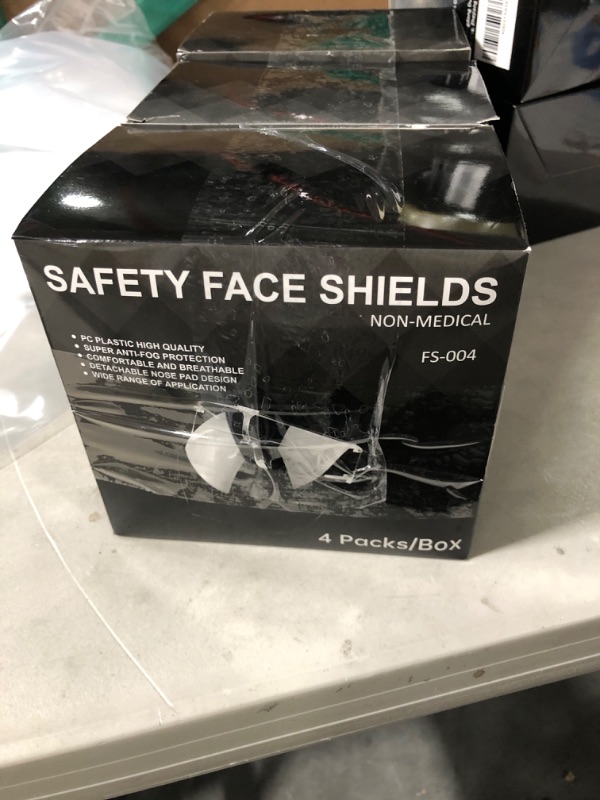 SAFETY FACE SHIELDS
NON-MEDICAL
• PC PLASTIC HIGH QUALITY
• SUPER ANTI-FOG PROTECTION
• COMFORTABLE AND BREATHABLE
• DETACHABLE NOSE PAD DESIGN
• WIDE RANGE OF APPLICATION
FS-004
4 Packs/Box